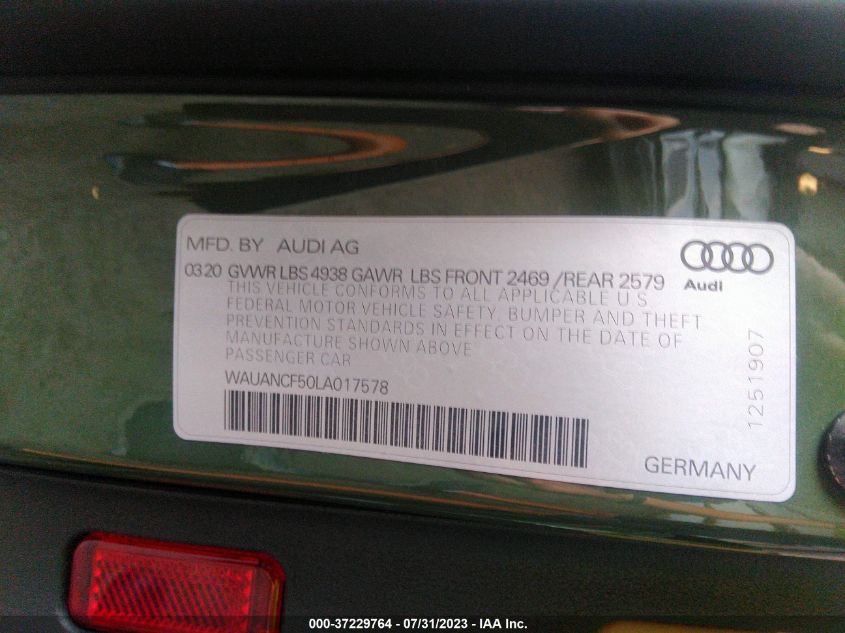 MFD. BY AUDI AG
0320 GVWR LBS 4938 GAWR LBS FRONT 2469 /REAR 2579
THIS VEHICLE CONFORMS TO ALL APPLICABLE U S
FEDERAL MOTOR VEHICLE SAFETY, BUMPER AND THEFT
PREVENTION STANDARDS IN EFFECT ON THE DATE OF
MANUFACTURE SHOWN ABOVE
PASSENGER CAR
WAUANCF50LA017578
Audi
1251907
GERMANY
000-37229764 - 07/31/2023 - IAA Inc.